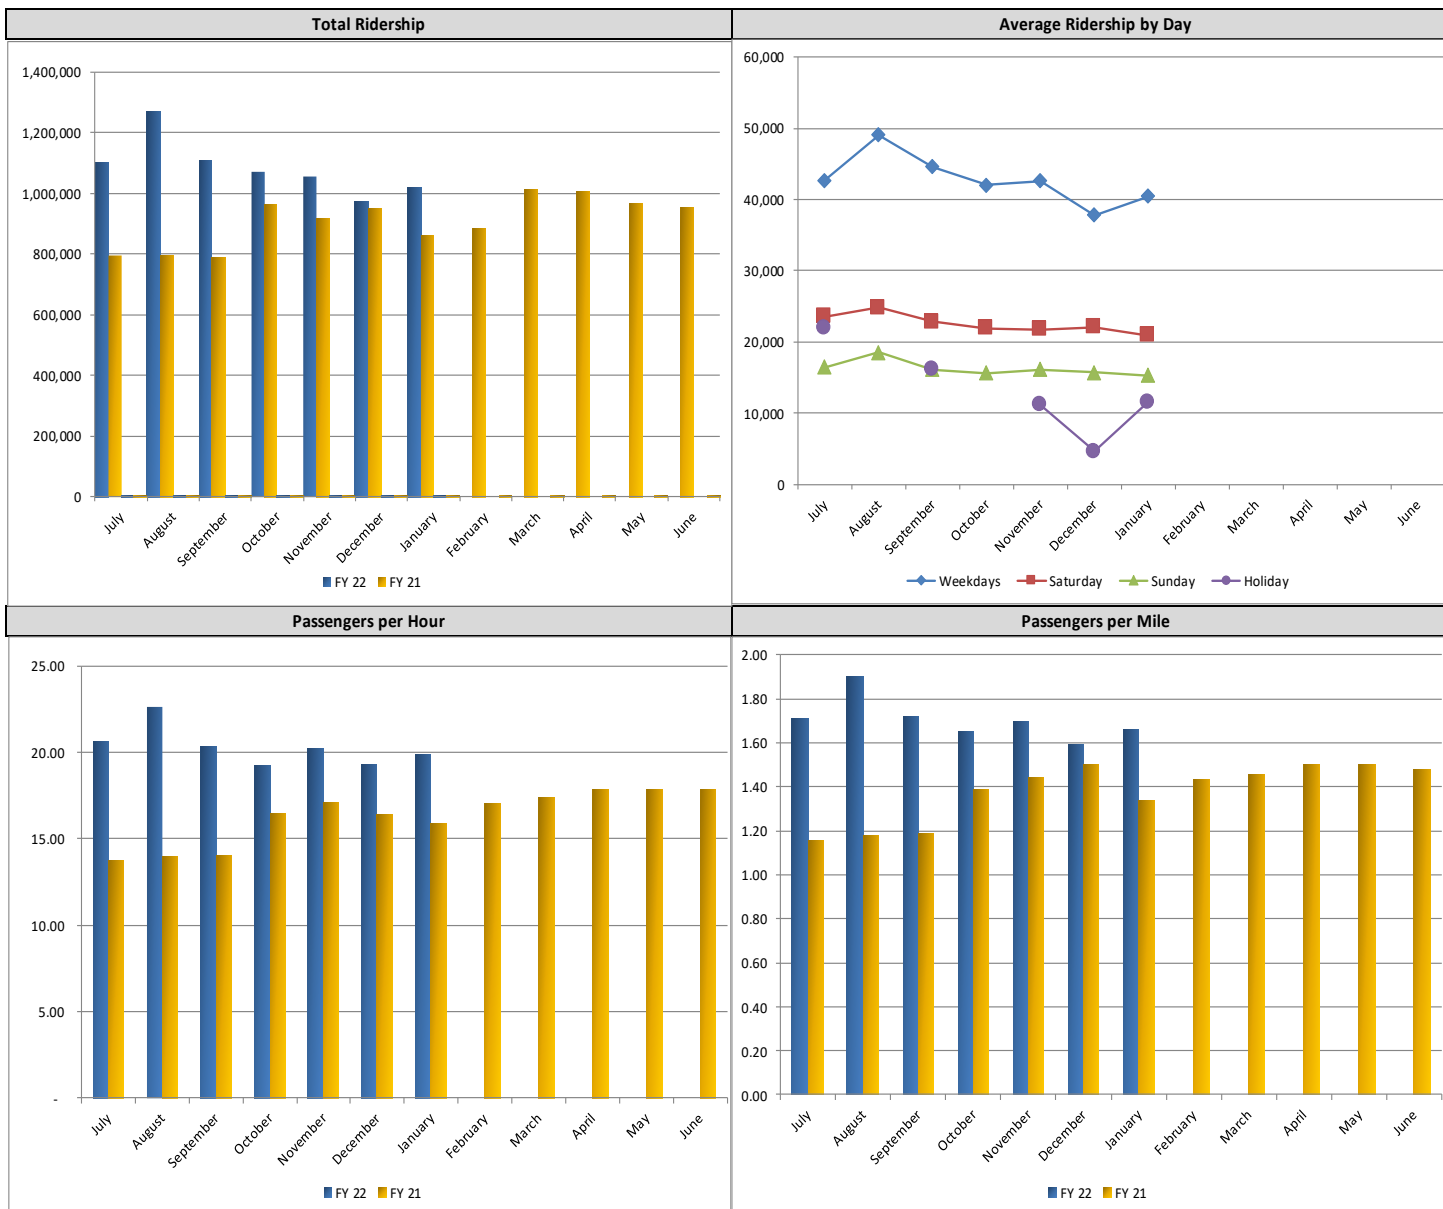 Total Ridership
1,400,000
1,200,000
1,000,000
800,000
600,000
400,000
200,000
0
July August September October November December January February March April May June
FY 22 FY 21
Average Ridership by Day
60,000
50,000
40,000
30,000
20,000
10,000
0
July August September October November December January February March April May June
Weekdays Saturday Sunday Holiday
Passengers per Hour
25.00
20.00
15.00
10.00
5.00
-
July August September October November December January February March April May June
FY 22 FY 21
Passengers per Mile
2.00
1.80
1.60
1.40
1.20
1.00
0.80
0.60
0.40
0.20
0.00
July August September October November December January February March April May June
FY 22 FY 21